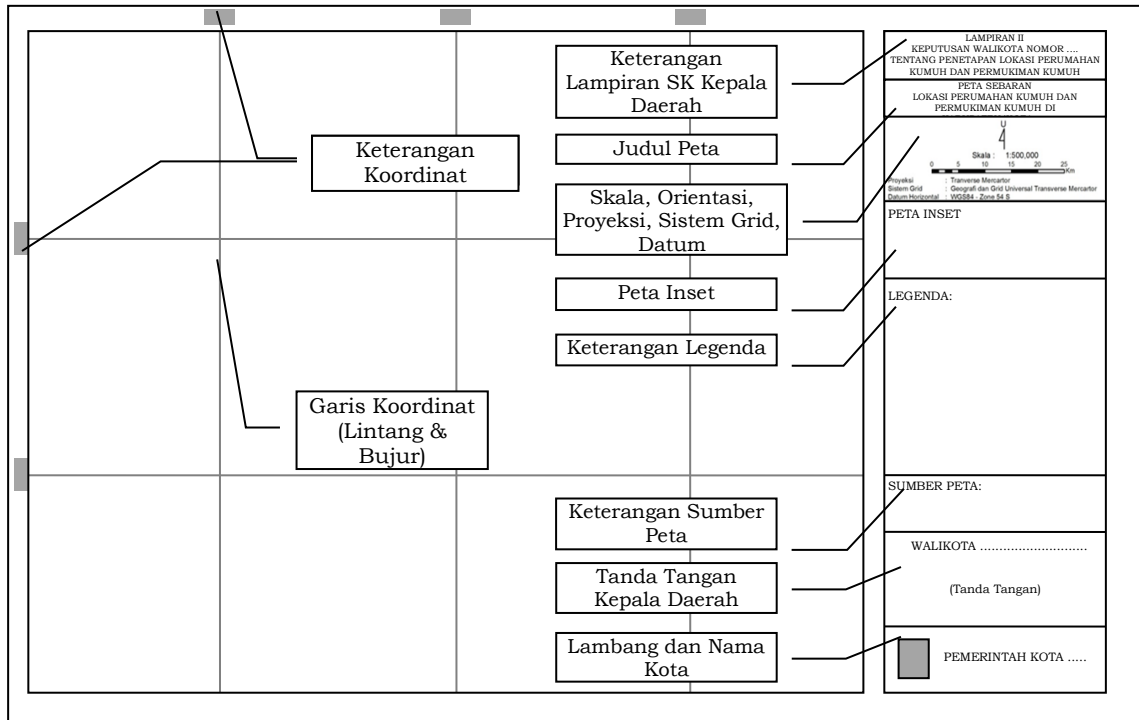 Keterangan
Lampiran SK Kepala
Daerah
Judul Peta
Keterangan
Koordinat
Skala, Orientasi,
Proyeksi, Sistem Grid,
Datum
Peta Inset
Keterangan Legenda
Garis Koordinat
(Lintang &
Bujur)
Keterangan Sumber
Peta
Tanda Tangan
Kepala Daerah
Lambang dan Nama
Kota
LAMPIRAN II
KEPUTUSAN WALIKOTA NOMOR ....
TENTANG PENETAPAN LOKASI PERUMAHAN
KUMUH DAN PERMUKIMAN KUMUH
PETA SEBARAN
LOKASI PERUMAHAN KUMUH DAN
PERMUKIMAN KUMUH DI
U
Skala : 1:500,000
0 5 10 15 20 25
Km
Proyeksi : Tranverse Mercartor
Sistem Grid : Geografi dan Grid Universal Transverse Mercartor
Datum Horizontal : WGS84 - Zone 54 S
PETA INSET
LEGENDA:
SUMBER PETA:
WALIKOTA ............................
(Tanda Tangan)
PEMERINTAH KOTA .....